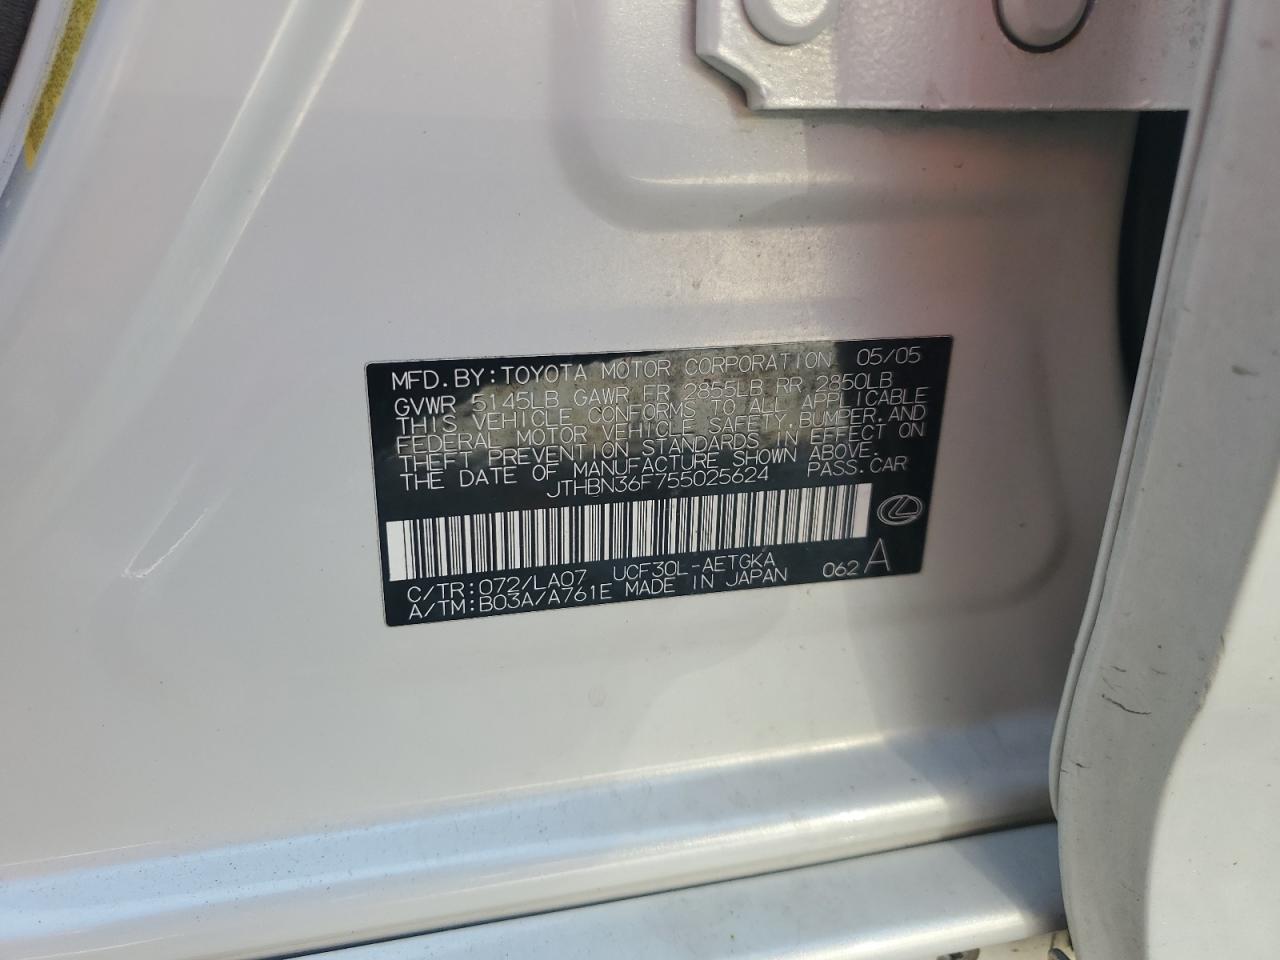 MFD. BY: TOYOTA MOTOR CORPORATION 05/05
GVWR 5145LB GAWR FR 2855LB RR 2850LB
THIS VEHICLE CONFORMS TO ALL APPLICABLE
FEDERAL MOTOR VEHICLE SAFETY, BUMPER, AND
THEFT PREVENTION STANDARDS IN EFFECT ON
THE DATE OF MANUFACTURE SHOWN ABOVE.
JTHBN36F755025624 PASS. CAR
C/TR: 072/LA07 UCF30L-AETGKA
A/TM: B03A/A761E MADE IN JAPAN 062 A